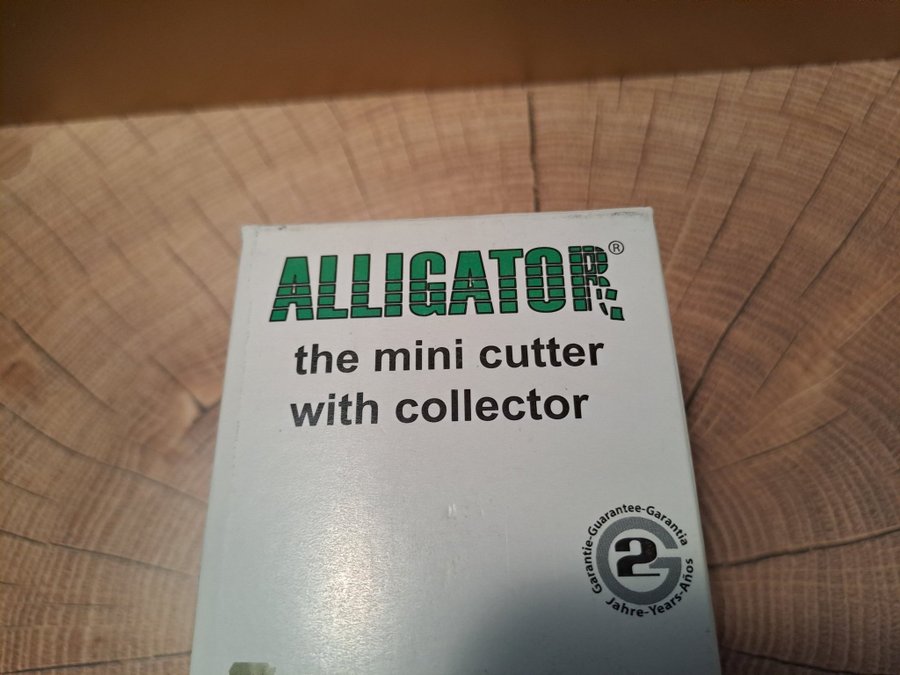 ALLIGATOR®
the mini cutter
with collector
Garantie-Guarantee-Garantia
2
Jahre-Years-Años